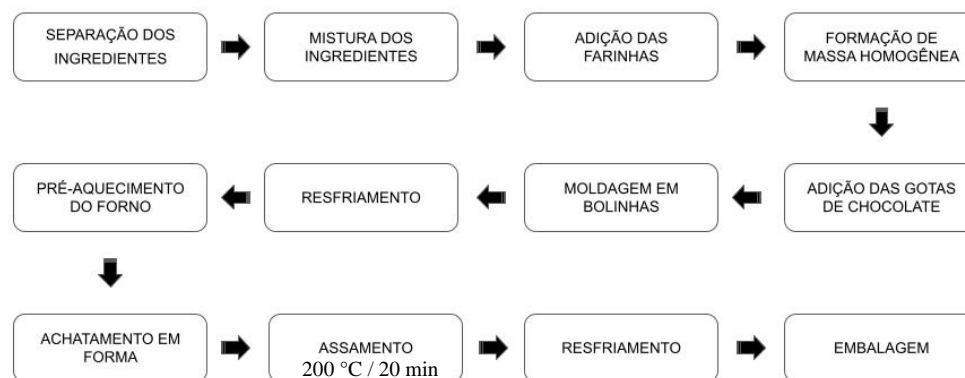 SEPARAÇÃO DOS
INGREDIENTES
MISTURA DOS
INGREDIENTES
ADIÇÃO DAS
FARINHAS
FORMAÇÃO DE
MASSA HOMOGÊNEA
ADIÇÃO DAS GOTAS
DE CHOCOLATE
MOLDAGEM EM
BOLINHAS
RESFRIAMENTO
PRÉ-AQUECIMENTO
DO FORNO
ACHATAMENTO EM
FORMA
ASSAMENTO
200 °C / 20 min
RESFRIAMENTO
EMBALAGEM